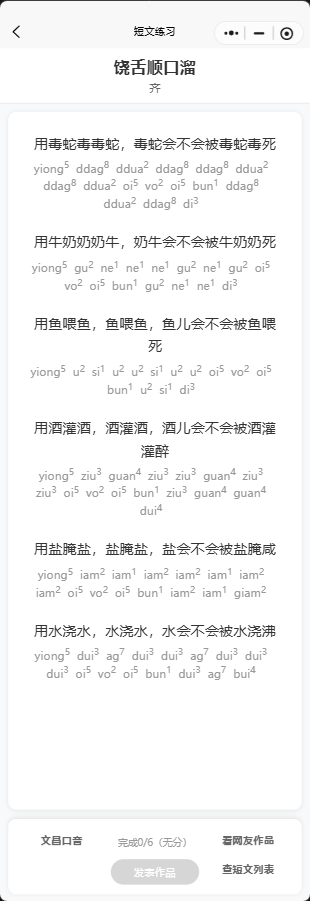 短文练习
饶舌顺口溜
齐
用毒蛇毒毒蛇，毒蛇会不会被毒蛇毒死
yiong⁵ ddag⁸ ddua² ddag⁸ ddag⁸ ddua²
ddag⁸ ddua² oi⁵ vo² oi⁵ bun¹ ddag⁸
ddua² ddag⁸ di³
用牛奶奶奶牛，奶牛会不会被牛奶奶死
yiong⁵ gu² ne¹ ne¹ ne¹ gu² ne¹ gu² oi⁵
vo² oi⁵ bun¹ gu² ne¹ ne¹ di³
用鱼喂鱼，鱼喂鱼，鱼儿会不会被鱼喂
死
yiong⁵ u² si¹ u² u² si¹ u² u² oi⁵ vo² oi⁵
bun¹ u² si¹ di³
用酒灌酒，酒灌酒，酒儿会不会被酒灌
灌醉
yiong⁵ ziu³ guan⁴ ziu³ ziu³ guan⁴ ziu³
ziu³ oi⁵ vo² oi⁵ bun¹ ziu³ guan⁴ guan⁴
dui⁴
用盐腌盐，盐腌盐，盐会不会被盐腌咸
yiong⁵ iam² iam¹ iam² iam² iam¹ iam²
iam² oi⁵ vo² oi⁵ bun¹ iam² iam¹ giam²
用水浇水，水浇水，水会不会被水浇沸
yiong⁵ dui³ ag⁷ dui³ dui³ ag⁷ dui³ dui³
dui³ oi⁵ vo² oi⁵ bun¹ dui³ ag⁷ bui⁴
文昌口音
完成0/6（无分）
看网友作品
发表作品
查短文列表